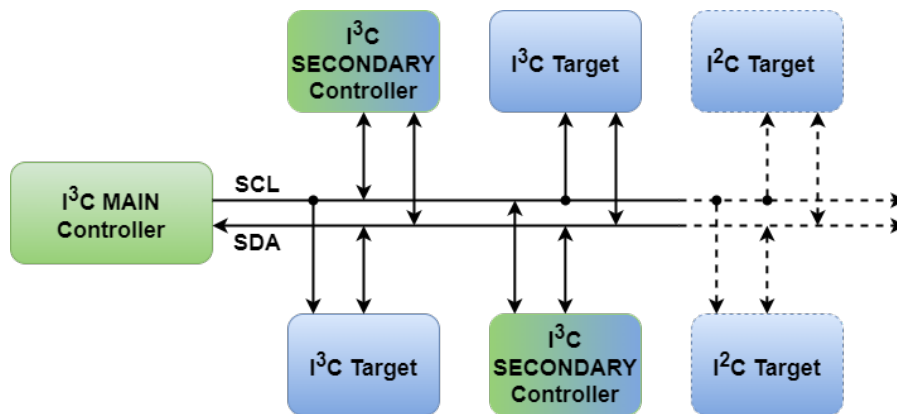 I³C
SECONDARY
Controller
I³C Target
I²C Target
I³C MAIN
Controller
SCL
SDA
I³C Target
I³C
SECONDARY
Controller
I²C Target